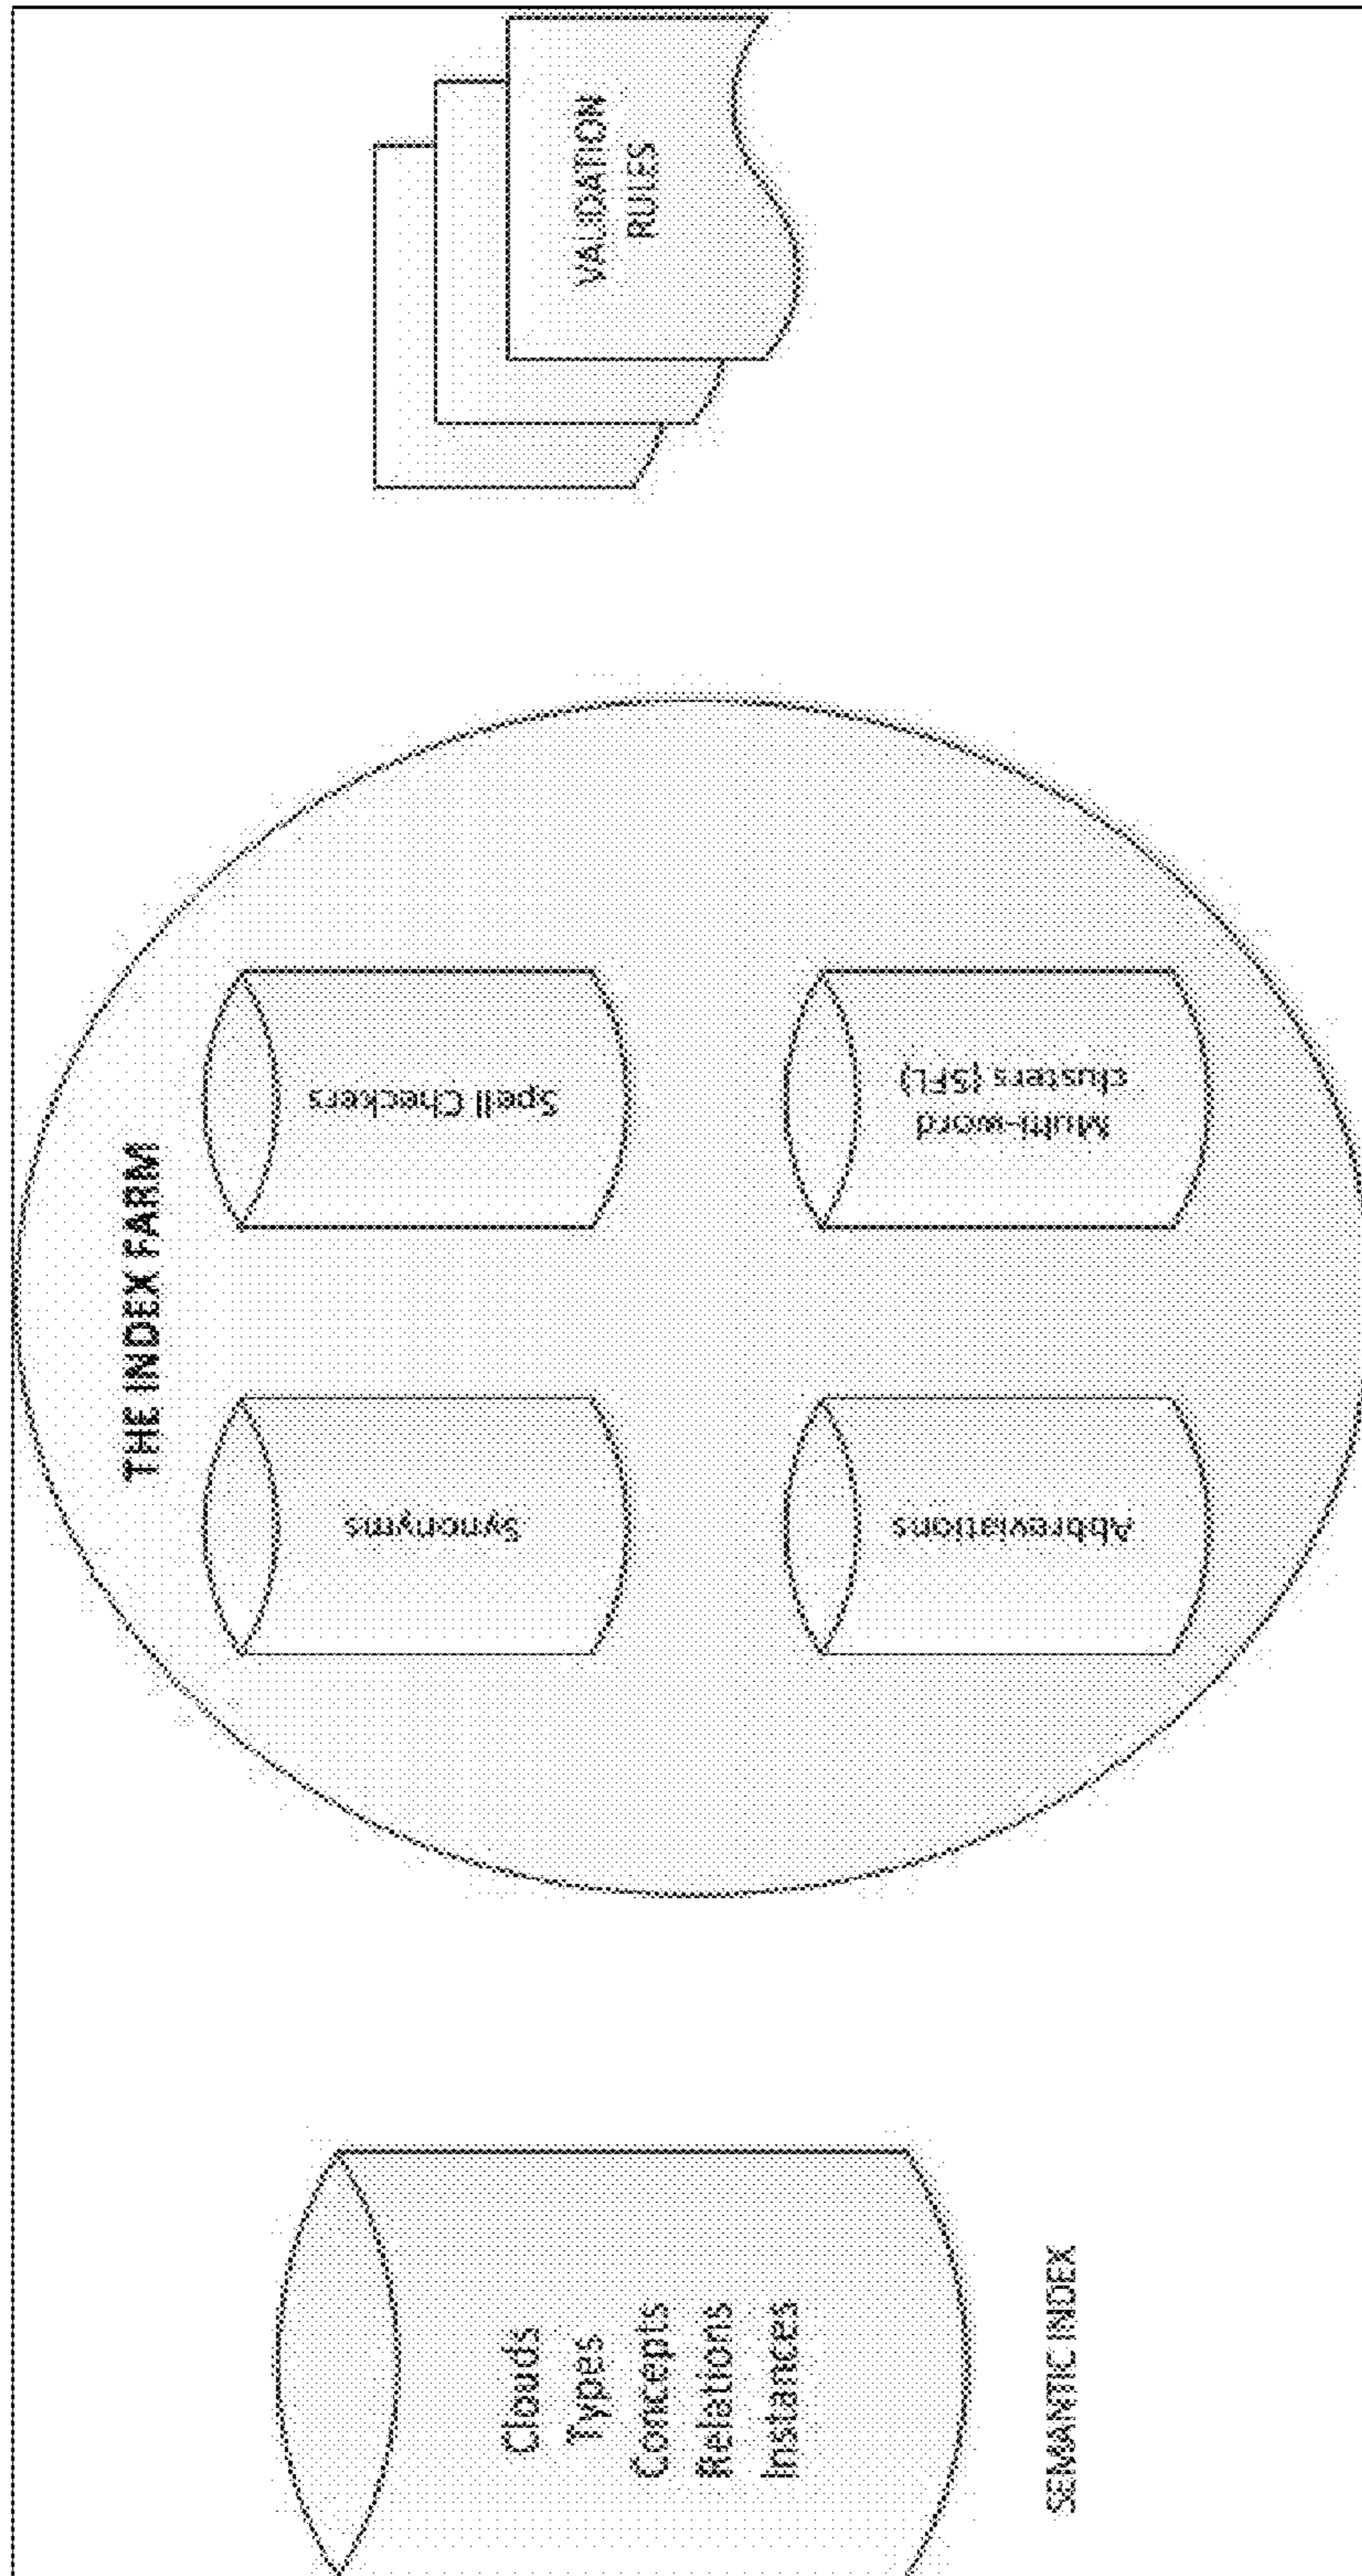 SEMANTIC INDEX
Clouds
Types
Concepts
Relations
Instances
THE INDEX FARM
Synonyms
Spell Checkers
Abbreviations
Multi-word
clusters (SFL)
VALIDATION
RULES